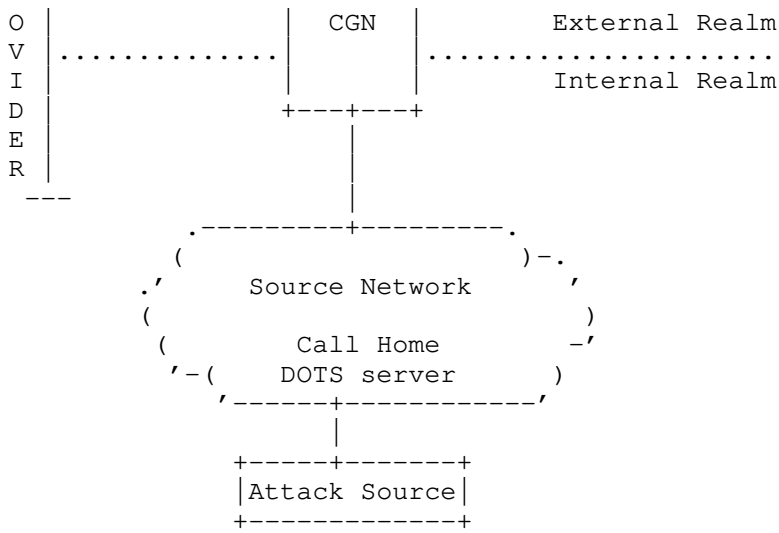 O | | CGN | External Realm
V |..............| |......................
I | | | Internal Realm
D | +---+---+
E | |
R | |
--- |
.---------+---------.
( )-.
.' Source Network '
( )
( Call Home -'
'-( DOTS server )
'------+------------'
|
+-----+-------+
|Attack Source|
+-------------+